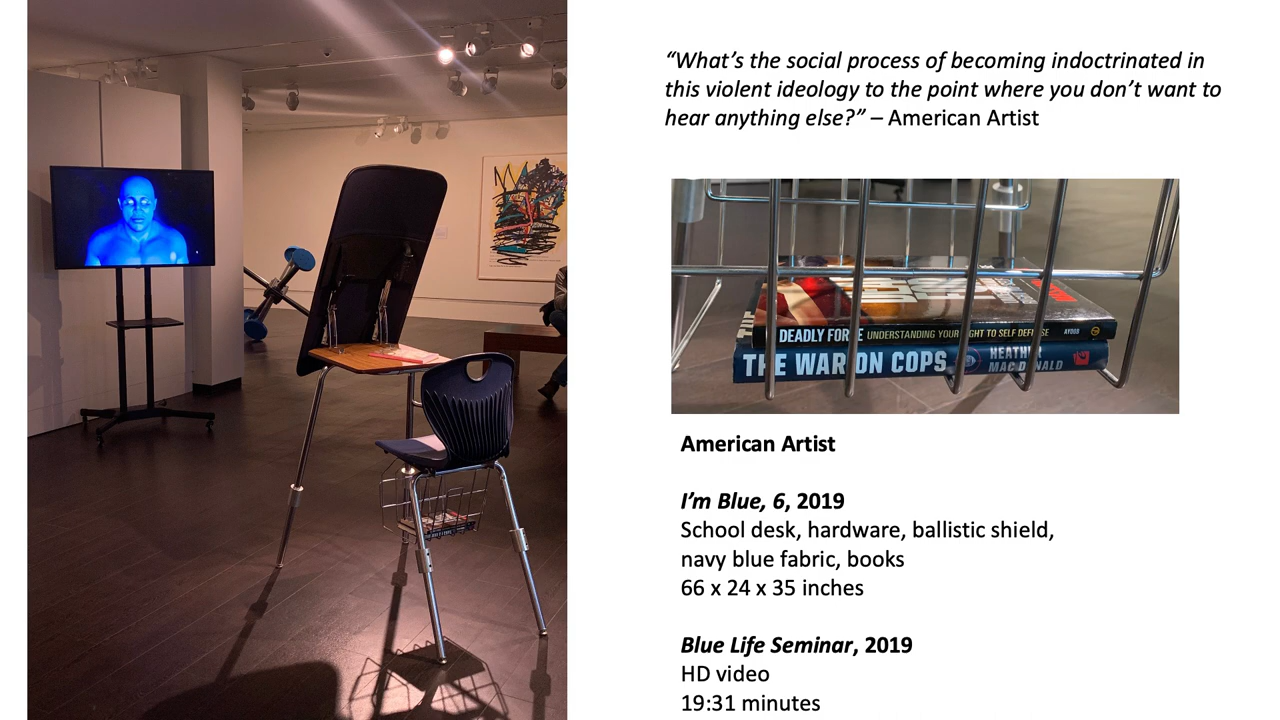 “What’s the social process of becoming indoctrinated in
this violent ideology to the point where you don’t want to
hear anything else?” – American Artist
DEADLY FORCE UNDERSTANDING YOUR RIGHT TO SELF DEFENSE AYOOB
THE WAR ON COPS HEATHER
MAC DONALD
American Artist
I’m Blue, 6, 2019
School desk, hardware, ballistic shield,
navy blue fabric, books
66 x 24 x 35 inches
Blue Life Seminar, 2019
HD video
19:31 minutes